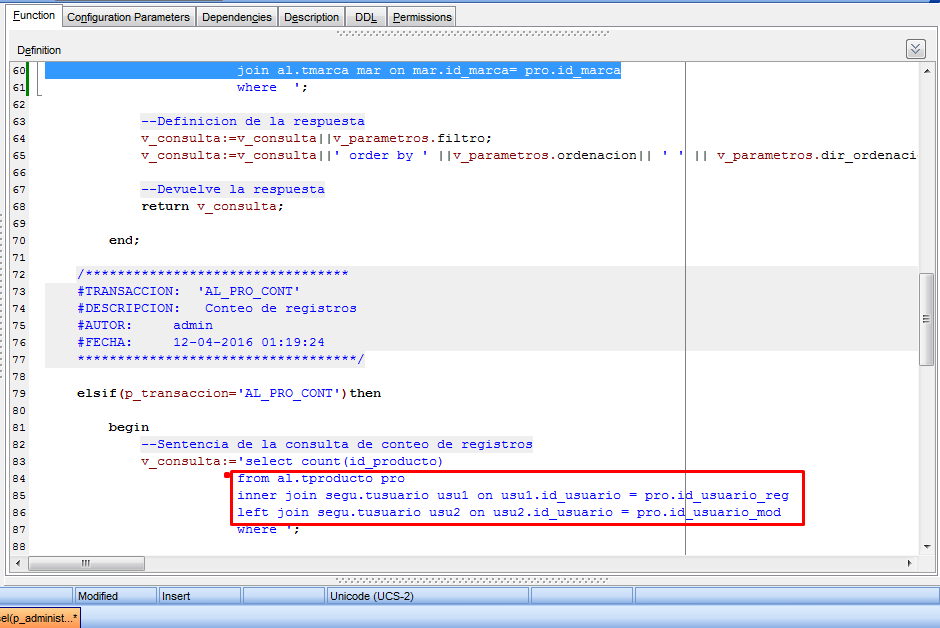 Function Configuration Parameters Dependencies Description DDL Permissions
Definition
60 join al.tmarca mar on mar.id_marca= pro.id_marca
61 where ';
62
63 --Definicion de la respuesta
64 v_consulta:=v_consulta||v_parametros.filtro;
65 v_consulta:=v_consulta||' order by ' ||v_parametros.ordenacion|| ' ' || v_parametros.dir_ordenaci
66
67 --Devuelve la respuesta
68 return v_consulta;
69
70 end;
71
72 /*********************************
73 #TRANSACCION: 'AL_PRO_CONT'
74 #DESCRIPCION: Conteo de registros
75 #AUTOR: admin
76 #FECHA: 12-04-2016 01:19:24
77 ***********************************/
78
79 elsif(p_transaccion='AL_PRO_CONT')then
80
81 begin
82 --Sentencia de la consulta de conteo de registros
83 v_consulta:='select count(id_producto)
84 from al.tproducto pro
85 inner join segu.tusuario usu1 on usu1.id_usuario = pro.id_usuario_reg
86 left join segu.tusuario usu2 on usu2.id_usuario = pro.id_usuario_mod
87 where ';
88
Modified Insert Unicode (UCS-2)
el(p_administ...*